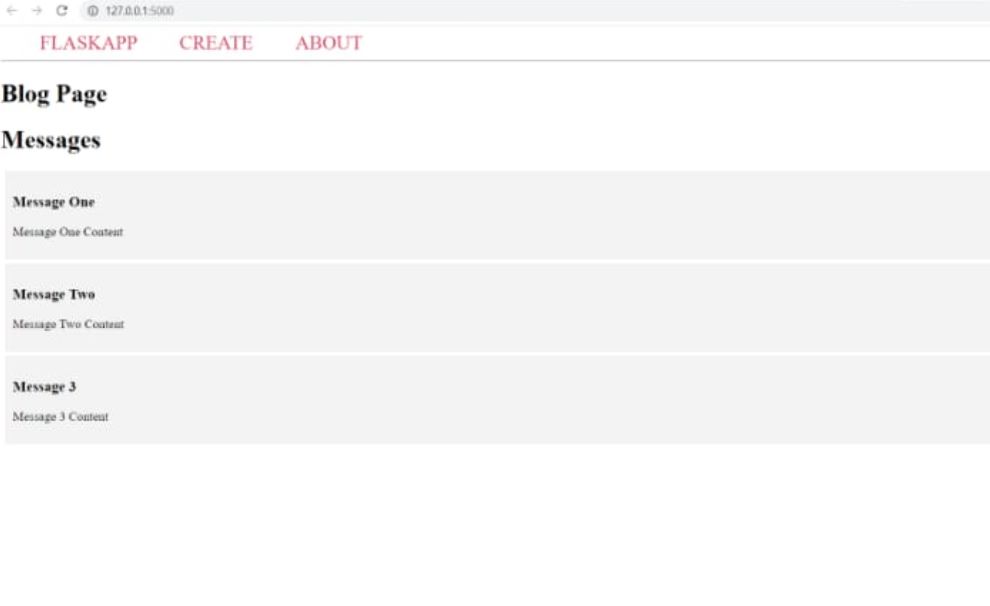 127.0.0.1:5000
FLASKAPP CREATE ABOUT
Blog Page
Messages
Message One
Message One Content
Message Two
Message Two Content
Message 3
Message 3 Content